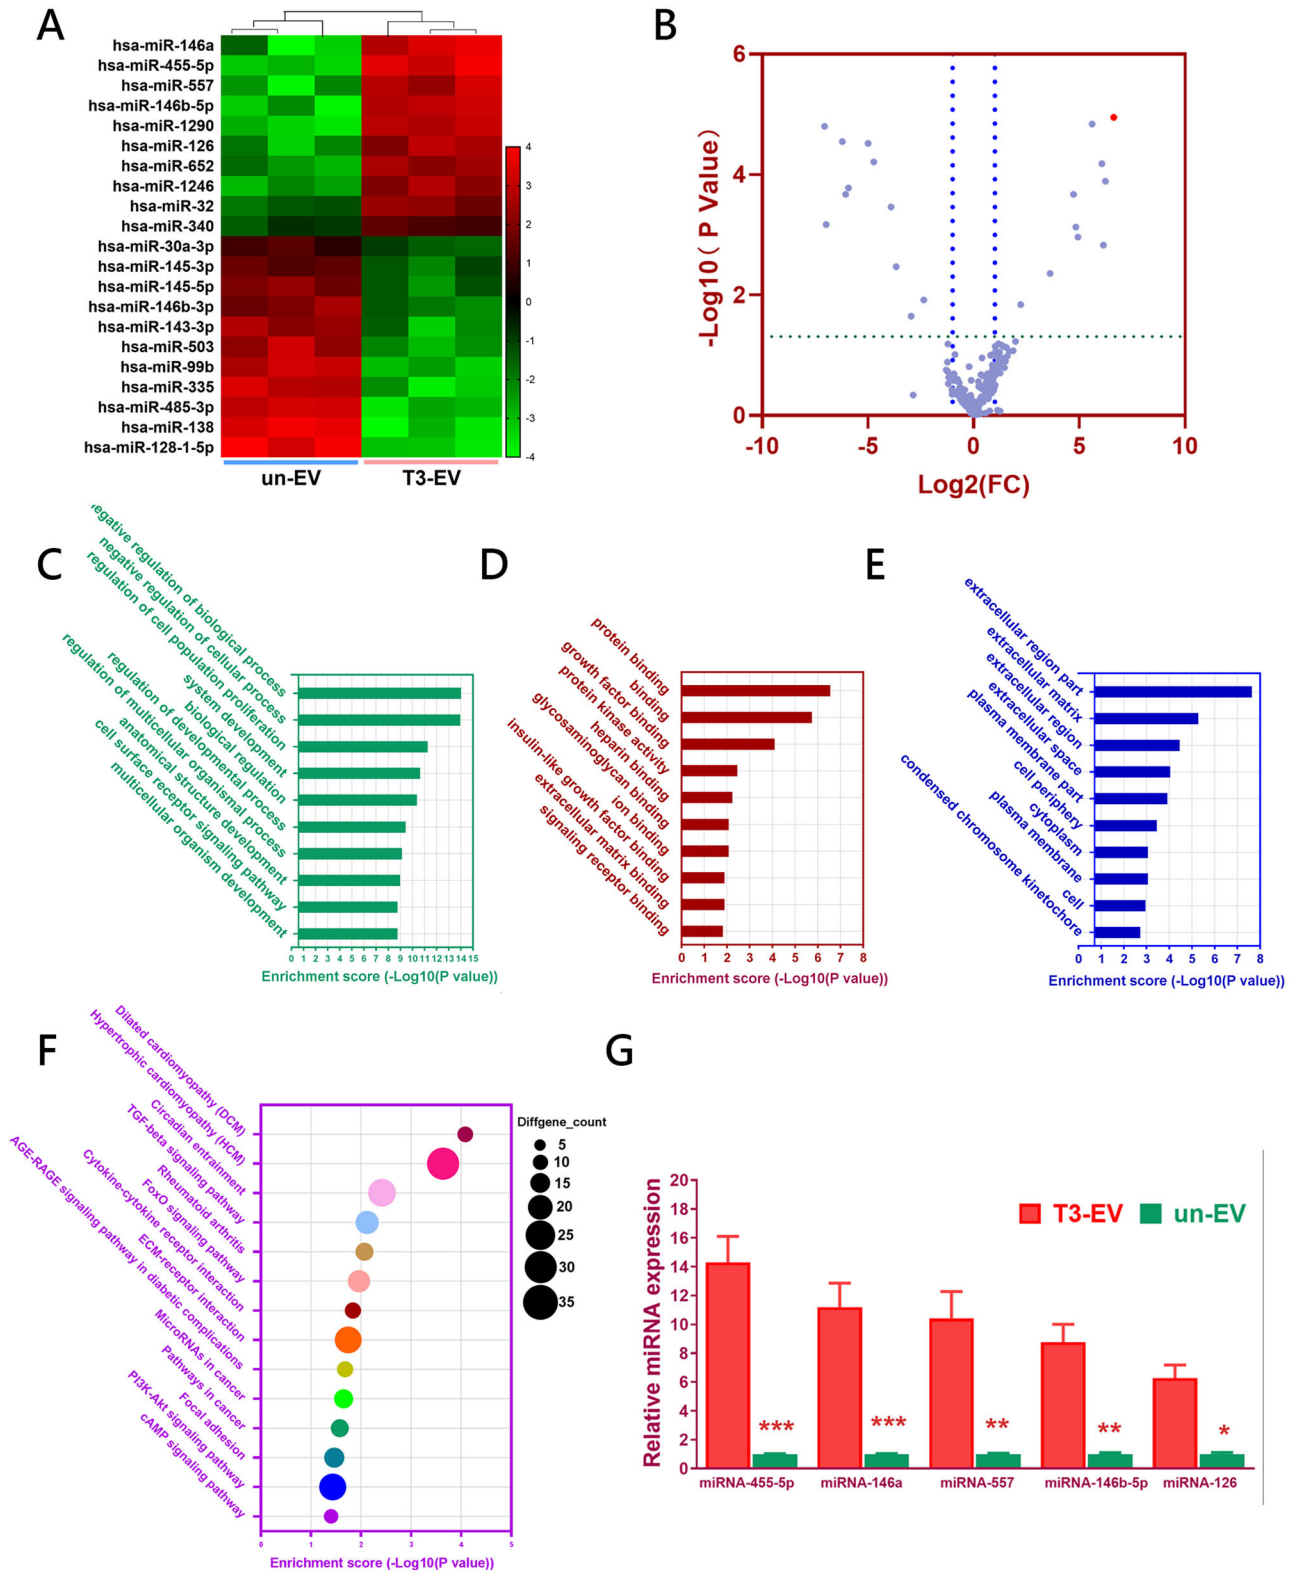 A
hsa-miR-146a
hsa-miR-455-5p
hsa-miR-557
hsa-miR-146b-5p
hsa-miR-1290
hsa-miR-126
hsa-miR-652
hsa-miR-1246
hsa-miR-32
hsa-miR-340
hsa-miR-30a-3p
hsa-miR-145-3p
hsa-miR-145-5p
hsa-miR-146b-3p
hsa-miR-143-3p
hsa-miR-503
hsa-miR-99b
hsa-miR-335
hsa-miR-485-3p
hsa-miR-138
hsa-miR-128-1-5p
un-EV T3-EV
4
3
2
1
0
-1
-2
-3
-4
B
6
4
2
0
-10 -5 0 5 10
-Log10( P Value)
Log2(FC)
C
egative regulation of biological process
negative regulation of cellular process
regulation of cell population proliferation
system development
biological regulation
regulation of developmental process
regulation of multicellular organismal process
anatomical structure development
cell surface receptor signaling pathway
multicellular organism development
0 1 2 3 4 5 6 7 8 9 10 11 12 13 14 15
Enrichment score (-Log10(P value))
D
protein binding
binding
growth factor binding
protein kinase activity
heparin binding
glycosaminoglycan binding
ion binding
insulin-like growth factor binding
extracellular matrix binding
signaling receptor binding
0 1 2 3 4 5 6 7 8
Enrichment score (-Log10(P value))
E
extracellular region part
extracellular matrix
extracellular region
extracellular space
plasma membrane part
cell periphery
cytoplasm
plasma membrane
cell
condensed chromosome kinetochore
0 1 2 3 4 5 6 7 8
Enrichment score (-Log10(P value))
F
Dilated cardiomyopathy (DCM)
Hypertrophic cardiomyopathy (HCM)
Circadian entrainment
TGF-beta signaling pathway
Rheumatoid arthritis
FoxO signaling pathway
Cytokine-cytokine receptor interaction
ECM-receptor interaction
AGE-RAGE signaling pathway in diabetic complications
MicroRNAs in cancer
Pathways in cancer
Focal adhesion
PI3K-Akt signaling pathway
cAMP signaling pathway
0 1 2 3 4 5
Enrichment score (-Log10(P value))
Diffgene_count
5
10
15
20
25
30
35
G
Relative miRNA expression
20
18
16
14
12
10
8
6
4
2
0
T3-EV un-EV
*** *** ** ** *
miRNA-455-5p miRNA-146a miRNA-557 miRNA-146b-5p miRNA-126